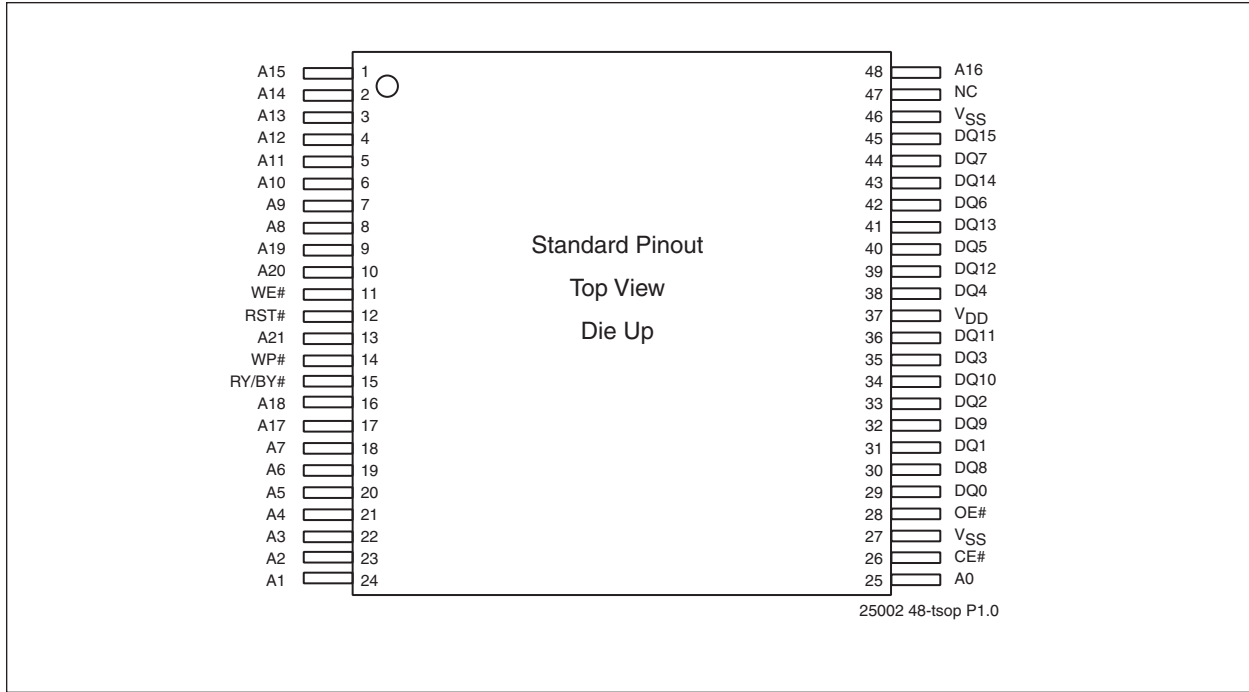 A15 1
A14 2
A13 3
A12 4
A11 5
A10 6
A9 7
A8 8
A19 9
A20 10
WE# 11
RST# 12
A21 13
WP# 14
RY/BY# 15
A18 16
A17 17
A7 18
A6 19
A5 20
A4 21
A3 22
A2 23
A1 24
Standard Pinout
Top View
Die Up
48 A16
47 NC
46 VSS
45 DQ15
44 DQ7
43 DQ14
42 DQ6
41 DQ13
40 DQ5
39 DQ12
38 DQ4
37 VDD
36 DQ11
35 DQ3
34 DQ10
33 DQ2
32 DQ9
31 DQ1
30 DQ8
29 DQ0
28 OE#
27 VSS
26 CE#
25 A0
25002 48-tsop P1.0